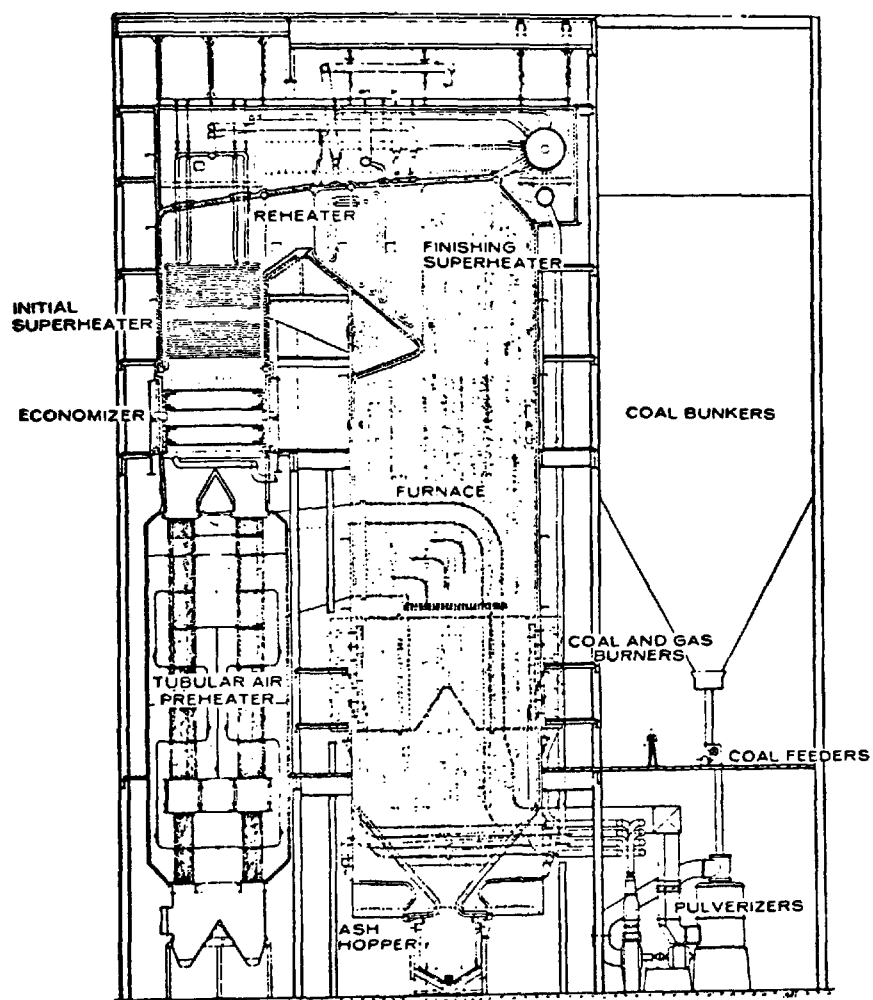 REHEATER
FINISHING
SUPERHEATER
INITIAL
SUPERHEATER
ECONOMIZER
COAL BUNKERS
FURNACE
COAL AND GAS
BURNERS
TUBULAR AIR
PREHEATER
COAL FEEDERS
PULVERIZERS
ASH
HOPPER